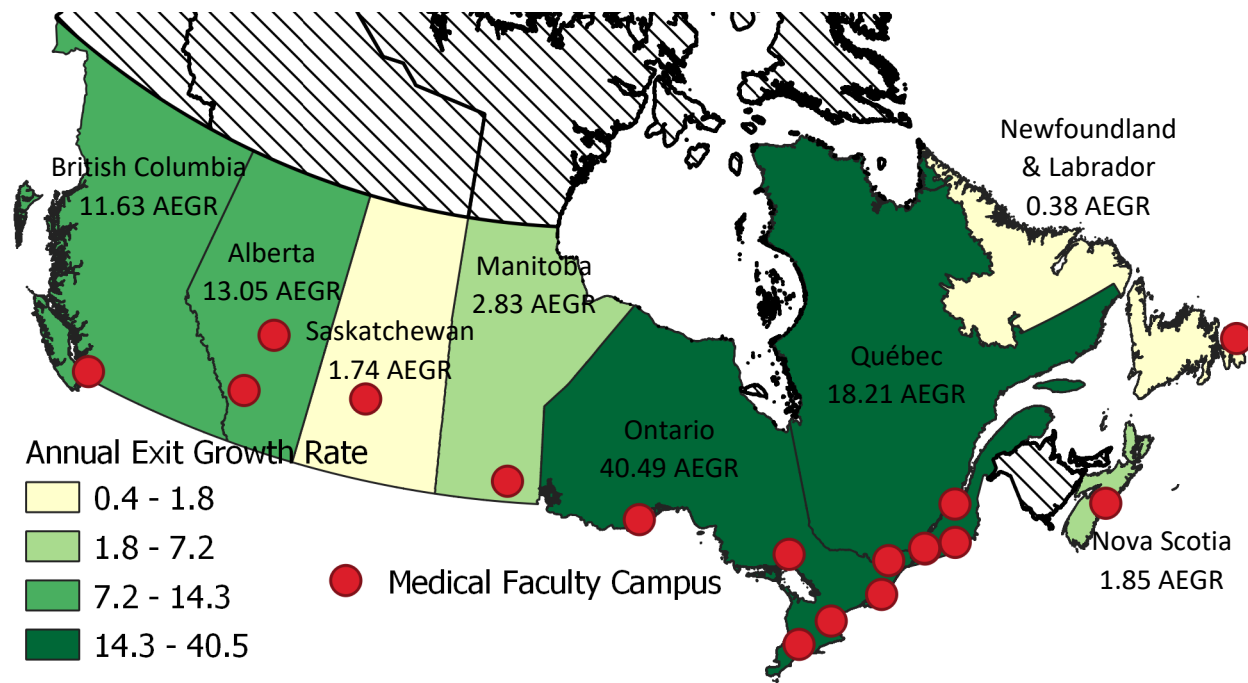 Newfoundland
& Labrador
0.38 AEGR
British Columbia
11.63 AEGR
Alberta
13.05 AEGR
Manitoba
2.83 AEGR
Saskatchewan
1.74 AEGR
Québec
18.21 AEGR
Ontario
40.49 AEGR
Nova Scotia
1.85 AEGR
Annual Exit Growth Rate
0.4 - 1.8
1.8 - 7.2
7.2 - 14.3
14.3 - 40.5
Medical Faculty Campus